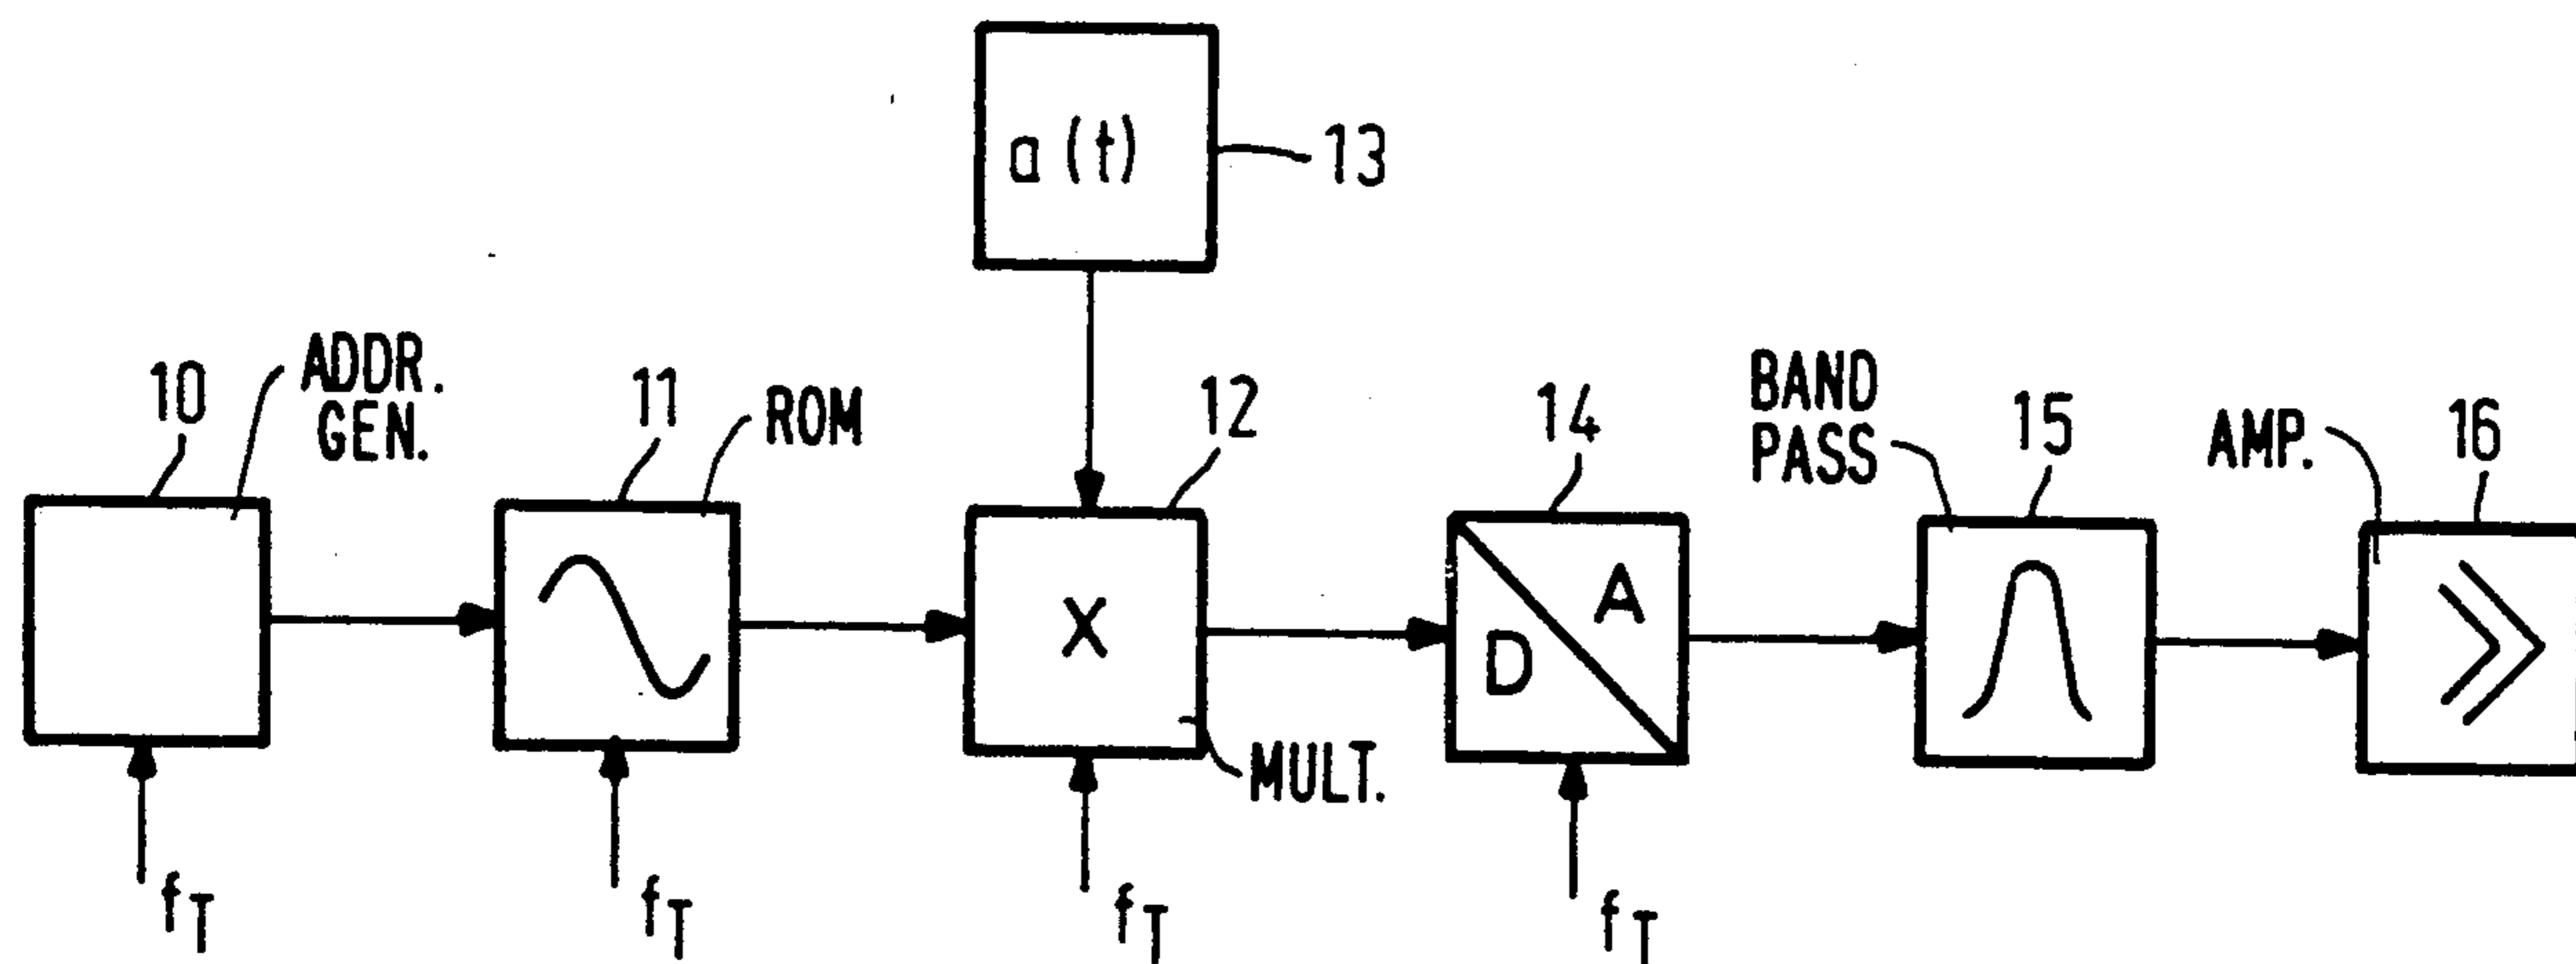 a (t)
13
10
ADDR.
GEN.
11
ROM
12
14
BAND
PASS
15
AMP.
16
X
D
A
MULT.
f_T
f_T
f_T
f_T